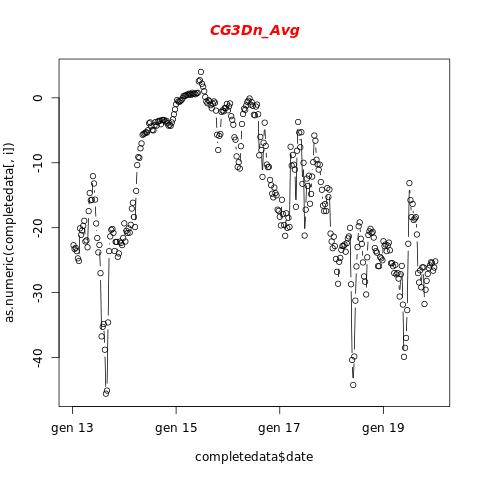 CG3Dn_Avg
as.numeric(completedata[, i])
0
-10
-20
-30
-40
gen 13
gen 15
gen 17
gen 19
completedata$date